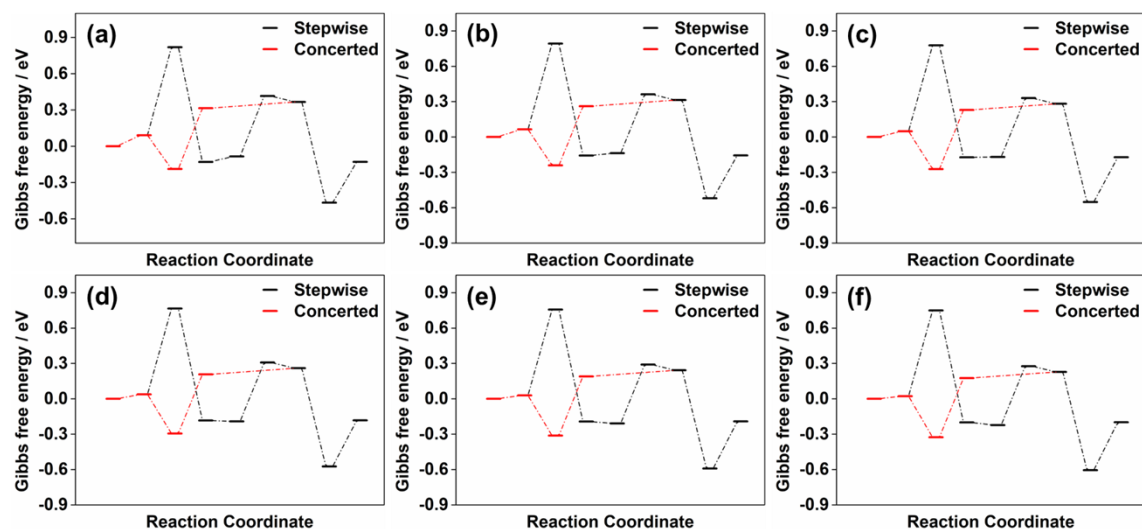 (a)
Stepwise
Concerted
0.9
0.6
0.3
0.0
-0.3
-0.6
Gibbs free energy / eV
Reaction Coordinate
(b)
Stepwise
Concerted
0.9
0.6
0.3
0.0
-0.3
-0.6
-0.9
Gibbs free energy / eV
Reaction Coordinate
(c)
Stepwise
Concerted
0.9
0.6
0.3
0.0
-0.3
-0.6
-0.9
Gibbs free energy / eV
Reaction Coordinate
(d)
Stepwise
Concerted
0.9
0.6
0.3
0.0
-0.3
-0.6
-0.9
Gibbs free energy / eV
Reaction Coordinate
(e)
Stepwise
Concerted
0.9
0.6
0.3
0.0
-0.3
-0.6
-0.9
Gibbs free energy / eV
Reaction Coordinate
(f)
Stepwise
Concerted
0.9
0.6
0.3
0.0
-0.3
-0.6
-0.9
Gibbs free energy / eV
Reaction Coordinate